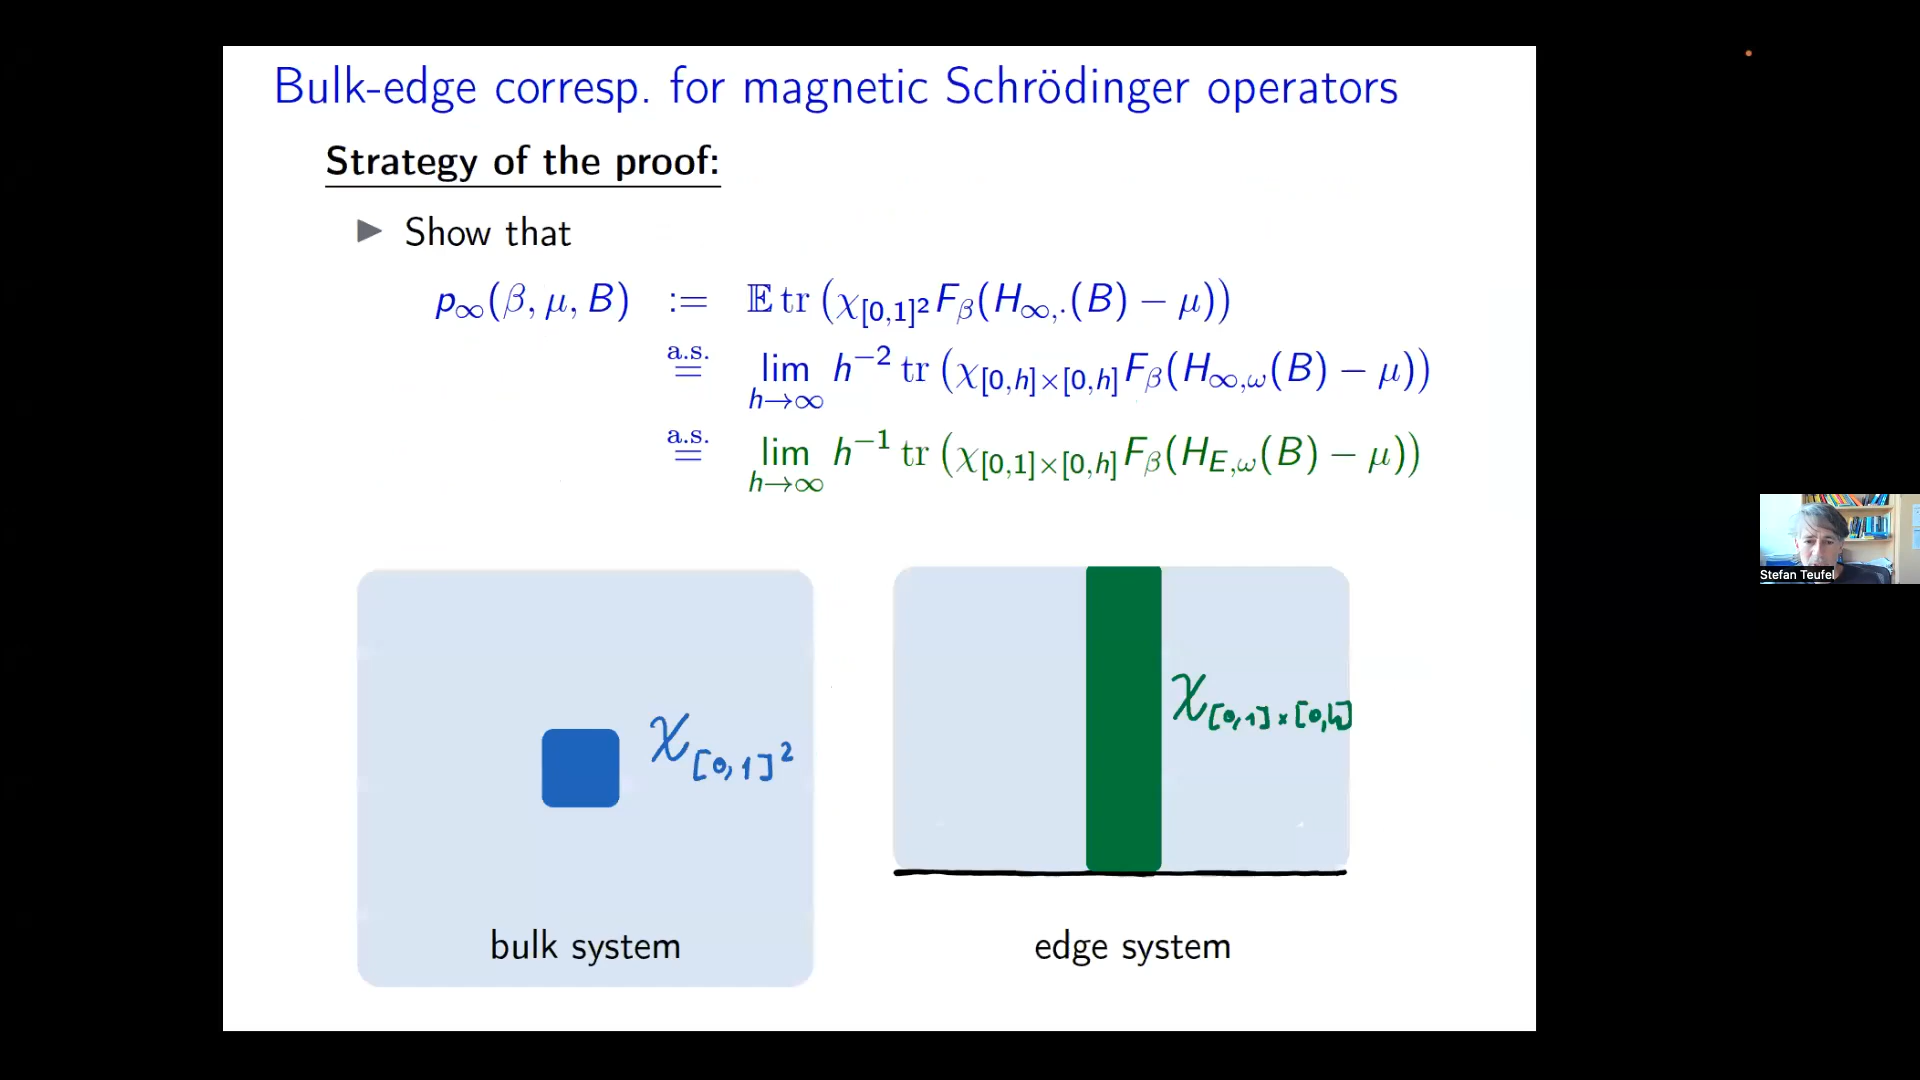 Bulk-edge corresp. for magnetic Schrödinger operators
Strategy of the proof:
▶ Show that
p∞(β, μ, B) := 𝔼 tr (χ[0,1]² Fβ(H∞,·(B) − μ))
a.s. = lim h→∞ h⁻² tr (χ[0,h]×[0,h] Fβ(H∞,ω(B) − μ))
a.s. = lim h→∞ h⁻¹ tr (χ[0,1]×[0,h] Fβ(HE,ω(B) − μ))
χ[0,1]²
χ[0,1]×[0,h]
bulk system
edge system
Stefan Teufel